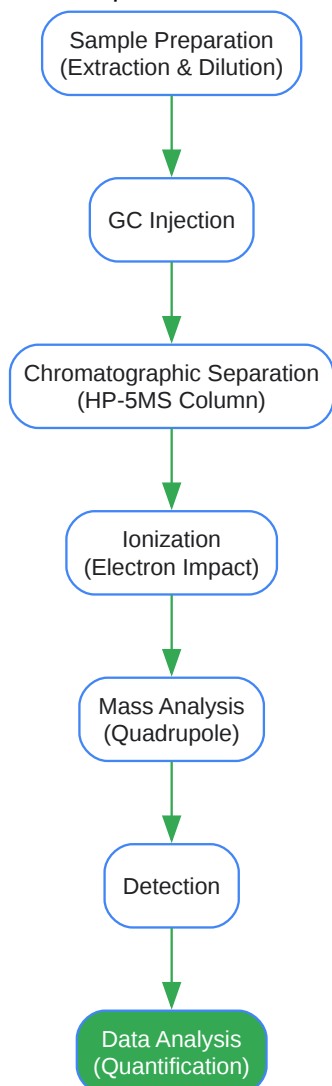 Sample Preparation
(Extraction & Dilution)
GC Injection
Chromatographic Separation
(HP-5MS Column)
Ionization
(Electron Impact)
Mass Analysis
(Quadrupole)
Detection
Data Analysis
(Quantification)